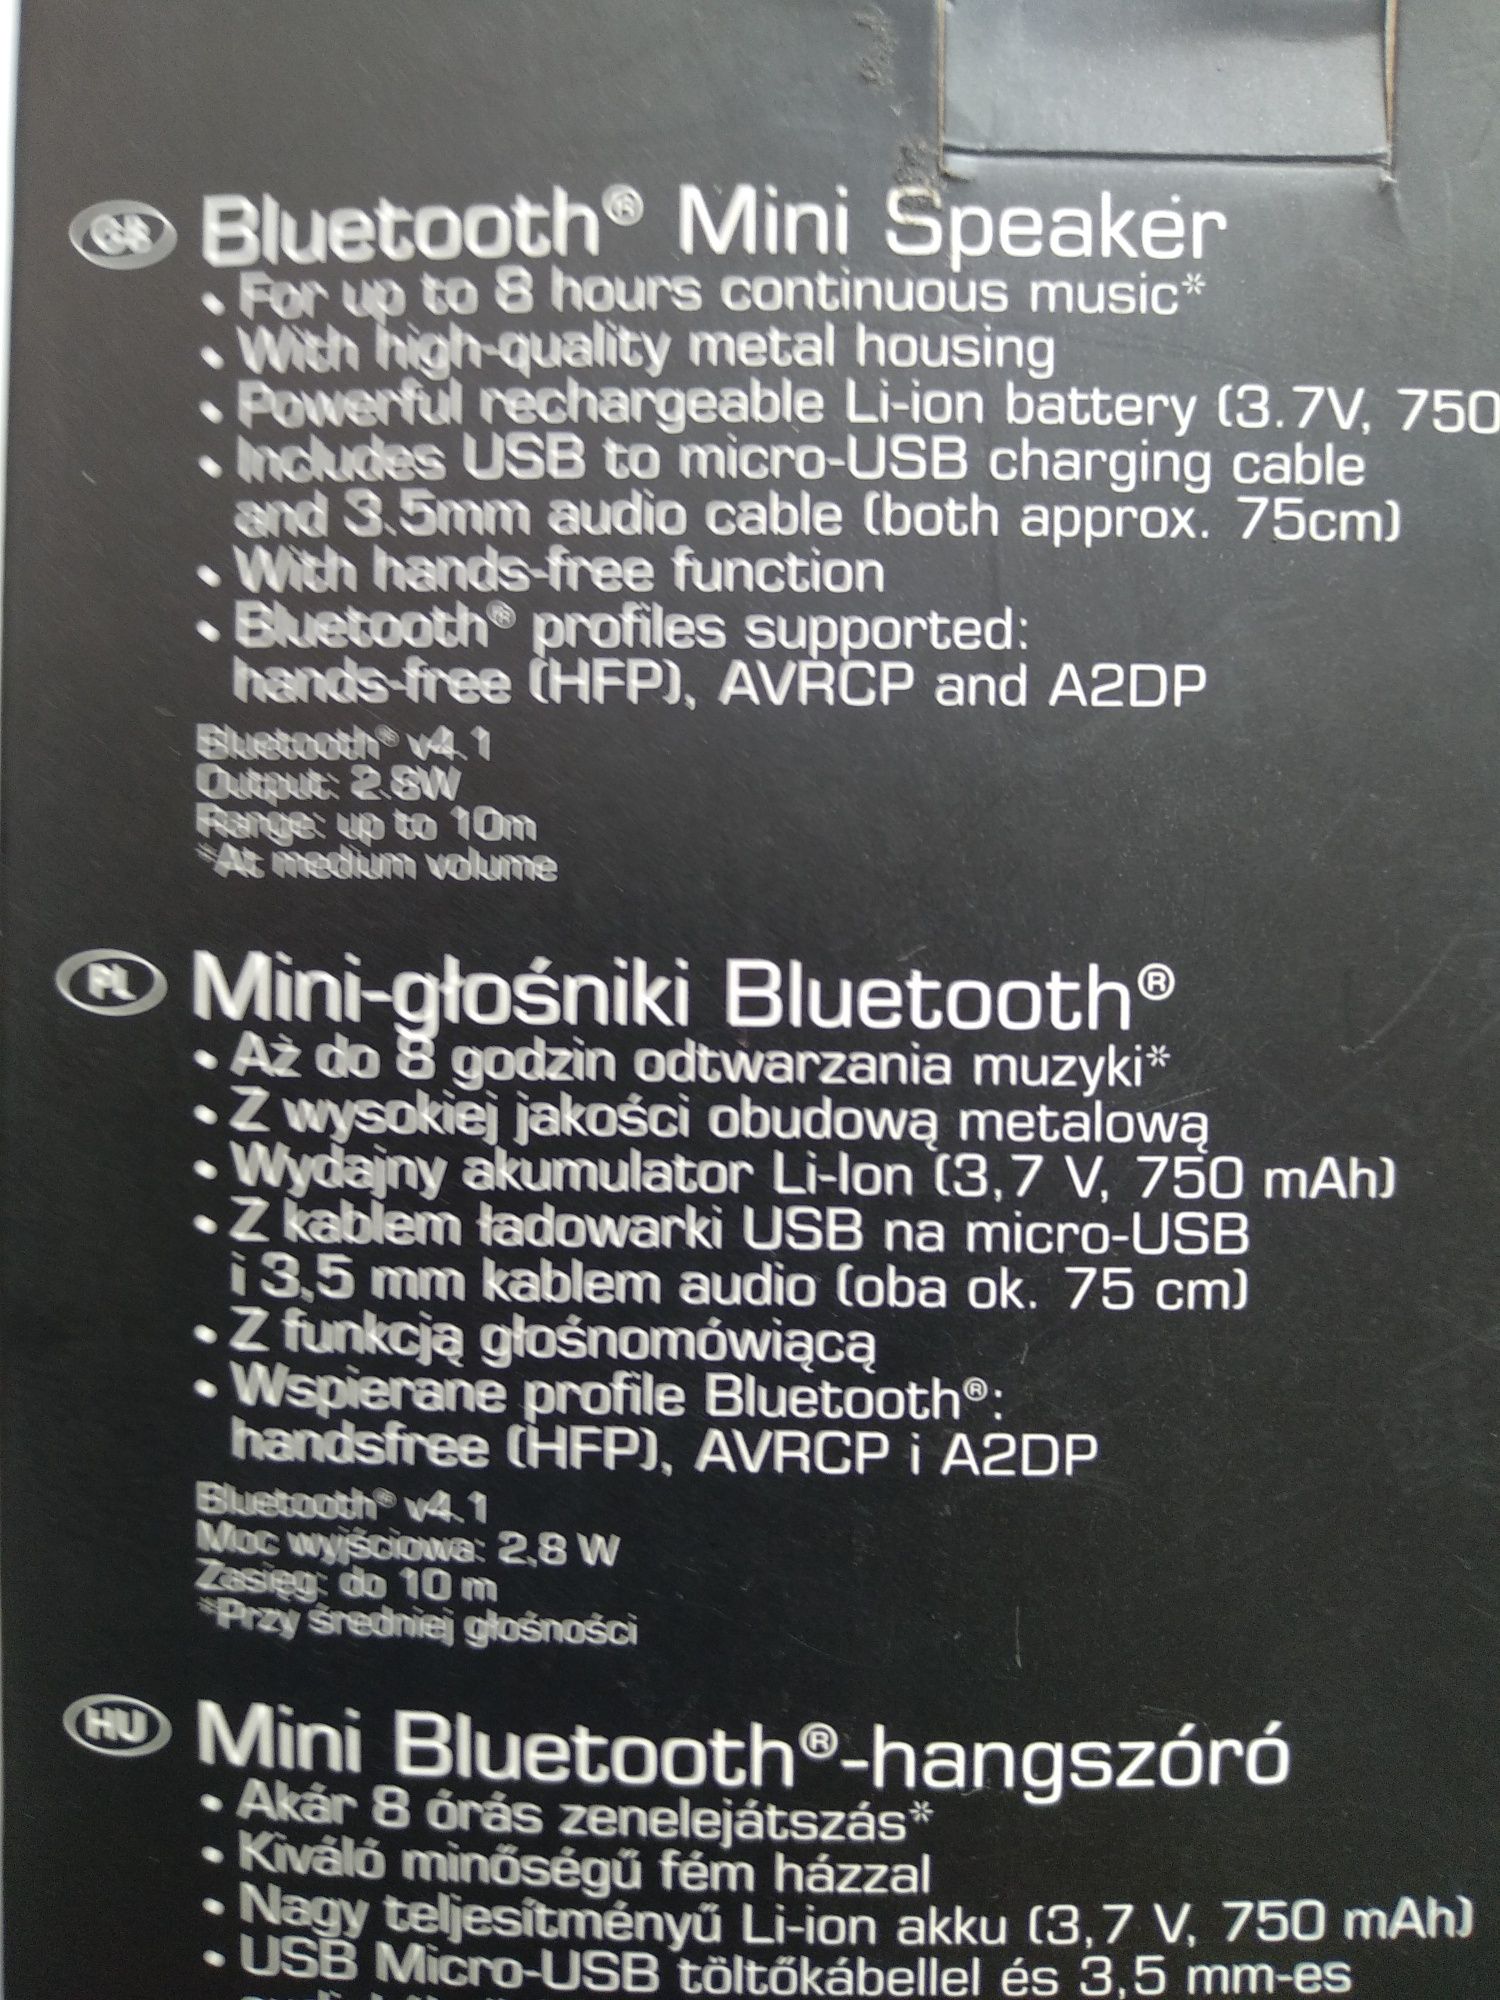 GB Bluetooth® Mini Speaker
• For up to 8 hours continuous music*
• With high-quality metal housing
• Powerful rechargeable Li-ion battery (3.7V, 750
• Includes USB to micro-USB charging cable
and 3.5mm audio cable (both approx. 75cm)
• With hands-free function
• Bluetooth® profiles supported:
hands-free (HFP), AVRCP and A2DP
Bluetooth® v4.1
Output: 2.8W
Range: up to 10m
*At medium volume
PL Mini-głośniki Bluetooth®
• Aż do 8 godzin odtwarzania muzyki*
• Z wysokiej jakości obudową metalową
• Wydajny akumulator Li-Ion (3,7 V, 750 mAh)
• Z kablem ładowarki USB na micro-USB
i 3,5 mm kablem audio (oba ok. 75 cm)
• Z funkcją głośnomówiącą
• Wspierane profile Bluetooth®:
handsfree (HFP), AVRCP i A2DP
Bluetooth® v4.1
Moc wyjściowa: 2,8 W
Zasięg: do 10 m
*Przy średniej głośności
HU Mini Bluetooth®-hangszóró
• Akár 8 órás zenelejátszás*
• Kiváló minőségű fém házzal
• Nagy teljesítményű Li-ion akku (3,7 V, 750 mAh)
• USB Micro-USB töltőkábellel és 3,5 mm-es